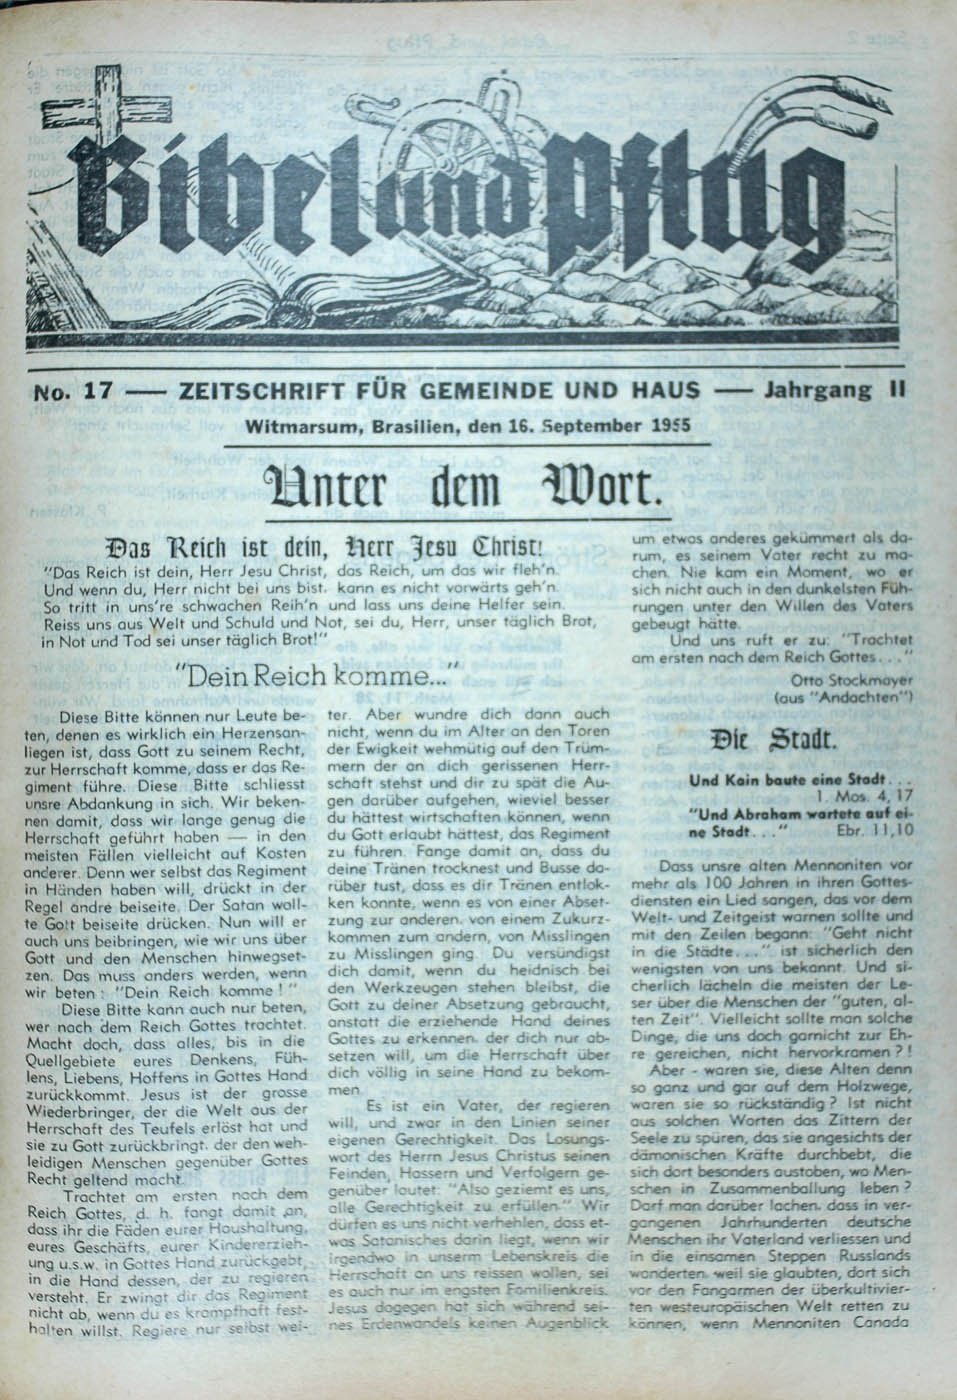 Bibel und Pflug
No. 17 — ZEITSCHRIFT FÜR GEMEINDE UND HAUS — Jahrgang II
Witmarsum, Brasilien, den 16. September 1955
Unter dem Wort.
Das Reich ist dein, Herr Jesu Christ!
"Das Reich ist dein, Herr Jesu Christ, das Reich, um das wir fleh'n.
Und wenn du, Herr nicht bei uns bist, kann es nicht vorwärts geh'n.
So tritt in uns're schwachen Reih'n und lass uns deine Helfer sein.
Reiss uns aus Welt und Schuld und Not, sei du, Herr, unser täglich Brot,
in Not und Tod sei unser täglich Brot!"
"Dein Reich komme..."
Diese Bitte können nur Leute be-
ten, denen es wirklich ein Herzensan-
liegen ist, dass Gott zu seinem Recht,
zur Herrschaft komme, dass er das Re-
giment führe. Diese Bitte schliesst
unsre Abdankung in sich. Wir beken-
nen damit, dass wir lange genug die
Herrschaft geführt haben — in den
meisten Fällen vielleicht auf Kosten
anderer. Denn wer selbst das Regiment
in Händen haben will, drückt in der
Regel andre beiseite. Der Satan woll-
te Gott beiseite drücken. Nun will er
auch uns beibringen, wie wir uns über
Gott und den Menschen hinwegset-
zen. Das muss anders werden, wenn
wir beten : "Dein Reich komme ! "
Diese Bitte kann auch nur beten,
wer nach dem Reich Gottes trachtet.
Macht doch, dass alles, bis in die
Quellgebiete eures Denkens, Füh-
lens, Liebens, Hoffens in Gottes Hand
zurückkommt. Jesus ist der grosse
Wiederbringer, der die Welt aus der
Herrschaft des Teufels erlöst hat und
sie zu Gott zurückbringt. der den weh-
leidigen Menschen gegenüber Gottes
Recht geltend macht.
Trachtet am ersten nach dem
Reich Gottes, d. h. fangt damit an,
dass ihr die Fäden eurer Haushaltung,
eures Geschäfts, eurer Kindererzieh-
ung u.s.w. in Gottes Hand zurückgebt,
in die Hand dessen, der zu regieren
versteht. Er zwingt dir das Regiment
nicht ab, wenn du es krampfhaft fest-
halten willst. Regiere nur selbst wei-
ter. Aber wundre dich dann auch
nicht, wenn du im Alter an den Toren
der Ewigkeit wehmütig auf den Trüm-
mern der an dich gerissenen Herr-
schaft stehst und dir zu spät die Au-
gen darüber aufgehen, wieviel besser
du hättest wirtschaften können, wenn
du Gott erlaubt hättest, das Regiment
zu führen. Fange damit an, dass du
deine Tränen trocknest und Busse da-
rüber tust, dass es dir Tränen entlok-
ken konnte, wenn es von einer Abset-
zung zur anderen. von einem Zukurz-
kommen zum andern, von Misslingen
zu Misslingen ging. Du versündigst
dich damit, wenn du heidnisch bei
den Werkzeugen stehen bleibst, die
Gott zu deiner Absetzung gebraucht,
anstatt die erziehende Hand deines
Gottes zu erkennen, der dich nur ab-
setzen will, um die Herrschaft über
dich völlig in seine Hand zu bekom-
men.
Es ist ein Vater, der regieren
will, und zwar in den Linien seiner
eigenen Gerechtigkeit. Das Losungs-
wort des Herrn Jesus Christus seinen
Feinden, Hassern und Verfolgern ge-
genüber lautet: "Also geziemt es uns,
alle Gerechtigkeit zu erfüllen" Wir
dürfen es uns nicht verhehlen, dass et-
was Satanisches darin liegt, wenn wir
irgendwo in unserm Lebenskreis die
Herrschaft an uns reissen wollen, sei
es auch nur im engsten Familienkreis.
Jesus dagegen hat sich während sei-
nes Erdenwandels keinen Augenblick
um etwas anderes gekümmert als da-
rum, es seinem Vater recht zu ma-
chen. Nie kam ein Moment, wo er
sich nicht auch in den dunkelsten Füh-
rungen unter den Willen des Vaters
gebeugt hätte.
Und uns ruft er zu: "Trachtet
am ersten nach dem Reich Gottes..."
Otto Stockmayer
(aus "Andachten")
Die Stadt.
Und Kain baute eine Stadt...
1. Mos. 4, 17
"Und Abraham wartete auf ei-
ne Stadt..." Ebr. 11,10
Dass unsre alten Mennoniten vor
mehr als 100 Jahren in ihren Gottes-
diensten ein Lied sangen, das vor dem
Welt- und Zeitgeist warnen sollte und
mit den Zeilen begann: "Geht nicht
in die Städte..." ist sicherlich den
wenigsten von uns bekannt. Und si-
cherlich lächeln die meisten der Le-
ser über die Menschen der "guten, al-
ten Zeit". Vielleicht sollte man solche
Dinge, die uns doch garnicht zur Eh-
re gereichen, nicht hervorkramen ? !
Aber - waren sie, diese Alten denn
so ganz und gar auf dem Holzwege,
waren sie so rückständig ? Ist nicht
aus solchen Worten das Zittern der
Seele zu spüren, das sie angesichts der
dämonischen Kräfte durchbebt, die
sich dort besonders austoben, wo Men-
schen in Zusammenballung leben ?
Darf man darüber lachen, dass in ver-
gangenen Jahrhunderten deutsche
Menschen ihr Vaterland verliessen und
in die einsamen Steppen Russlands
wanderten. weil sie glaubten, dort sich
vor den Fangarmen der überkultivier-
ten westeuropäischen Welt retten zu
können, wenn Mennoniten Canada